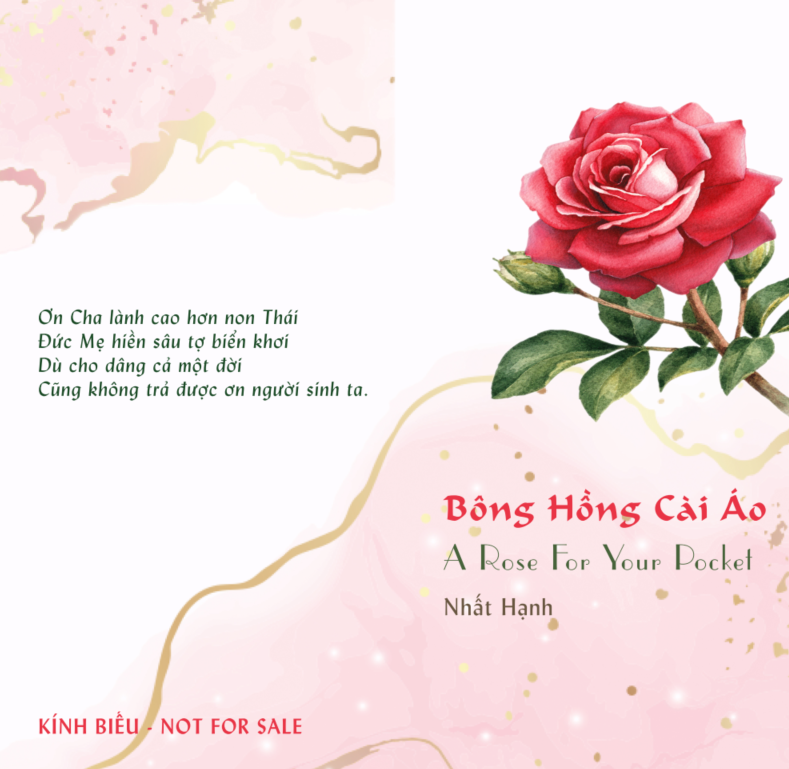 Ơn Cha lành cao hơn non Thái
Đức Mẹ hiền sâu tợ biển khơi
Dù cho dâng cả một đời
Cũng không trả được ơn người sinh ta.
KÍNH BIẾU - NOT FOR SALE
Bông Hồng Cài Áo
A Rose For Your Pocket
Nhất Hạnh